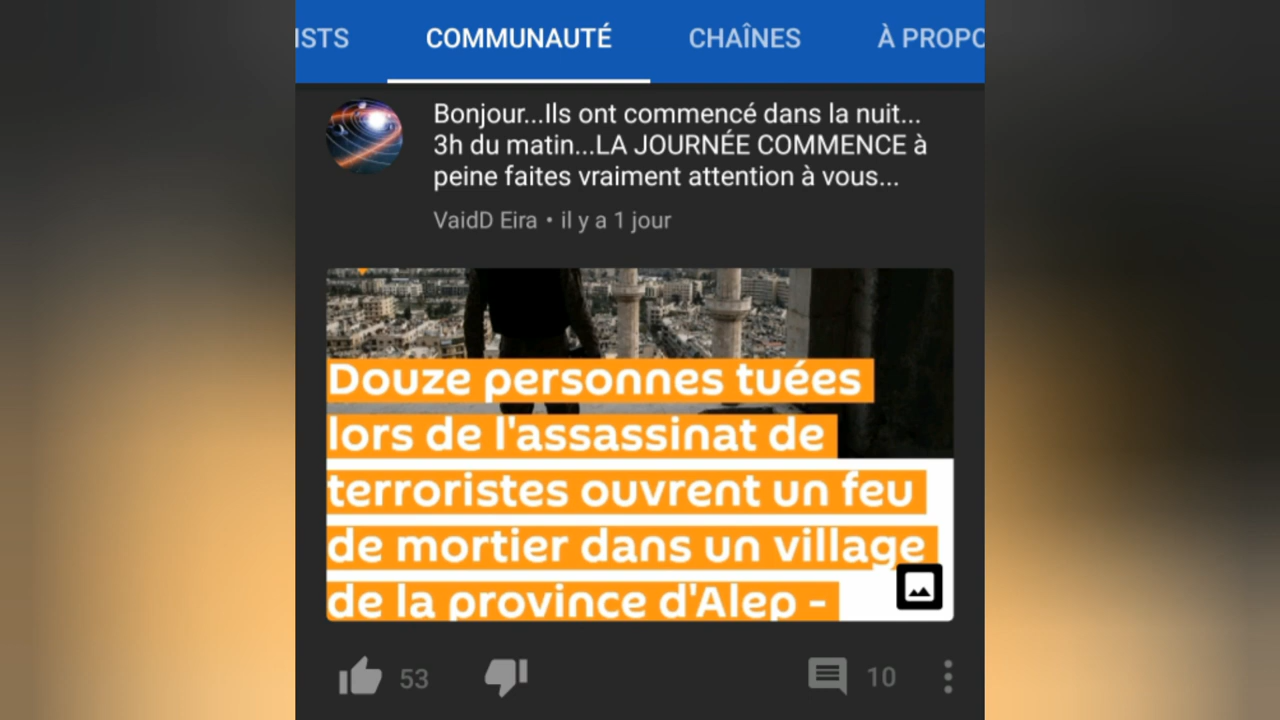 ISTS COMMUNAUTÉ CHAÎNES À PROPO
Bonjour...Ils ont commencé dans la nuit...
3h du matin...LA JOURNÉE COMMENCE à
peine faites vraiment attention à vous...
VaidD Eira • il y a 1 jour
Douze personnes tuées
lors de l'assassinat de
terroristes ouvrent un feu
de mortier dans un village
de la province d'Alep -
53 10